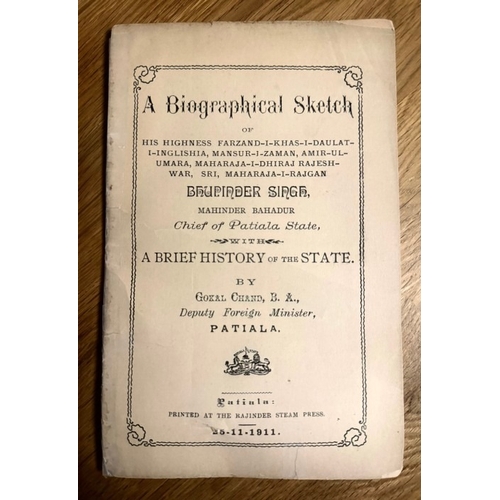 A Biographical Sketch
OF
HIS HIGHNESS FARZAND-I-KHAS-I-DAULAT-
I-INGLISHIA, MANSUR-I-ZAMAN, AMIR-UL-
UMARA, MAHARAJA-I-DHIRAJ RAJESH-
WAR, SRI, MAHARAJA-I-RAJGAN
BHUPINDER SINGH,
MAHINDER BAHADUR
Chief of Patiala State,
WITH
A BRIEF HISTORY OF THE STATE.
BY
GOKAL CHAND, B. A.,
Deputy Foreign Minister,
PATIALA.
Patiala:
PRINTED AT THE RAJINDER STEAM PRESS.
25-11-1911.